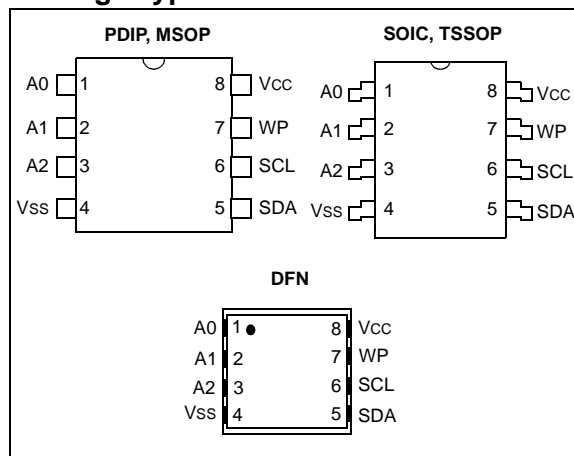 PDIP, MSOP
A0 1 8 VCC
A1 2 7 WP
A2 3 6 SCL
VSS 4 5 SDA
SOIC, TSSOP
A0 1 8 VCC
A1 2 7 WP
A2 3 6 SCL
VSS 4 5 SDA
DFN
A0 1 8 VCC
A1 2 7 WP
A2 3 6 SCL
VSS 4 5 SDA